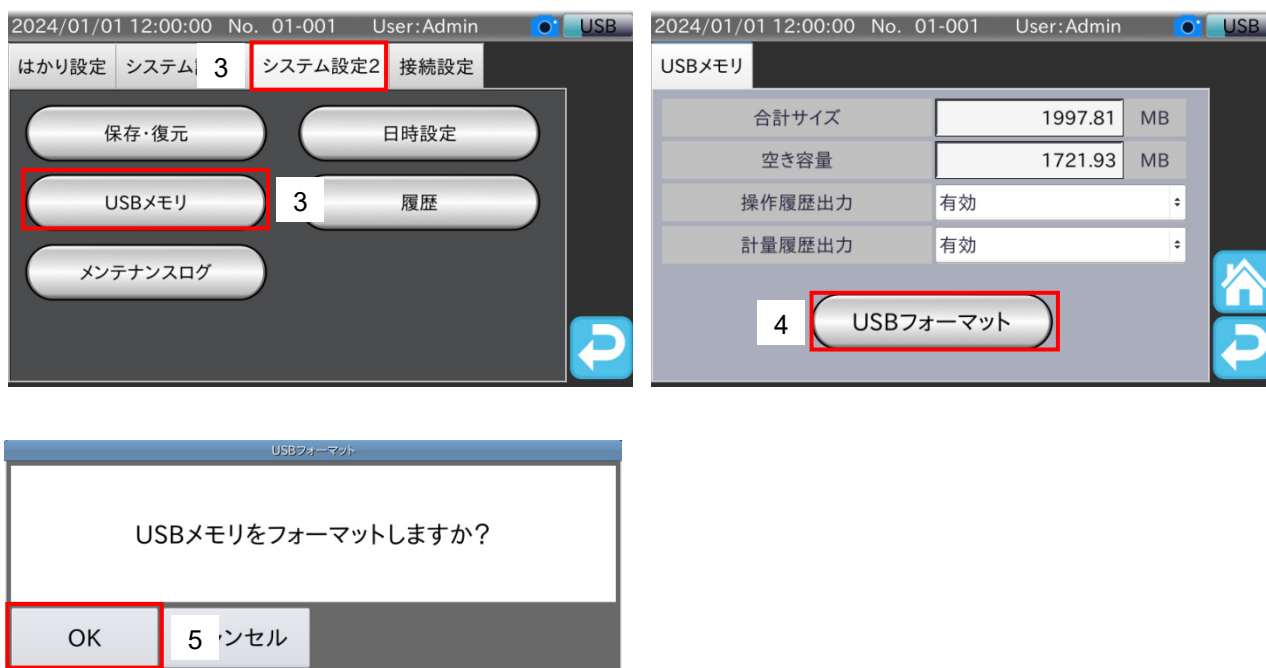 2024/01/01 12:00:00 No. 01-001 User:Admin USB
はかり設定 システム 3 システム設定2 接続設定
保存・復元 日時設定
USBメモリ 3 履歴
メンテナンスログ
2024/01/01 12:00:00 No. 01-001 User:Admin USB
USBメモリ
合計サイズ 1997.81 MB
空き容量 1721.93 MB
操作履歴出力 有効
計量履歴出力 有効
4 USBフォーマット
USBフォーマット
USBメモリをフォーマットしますか?
OK 5 ンセル